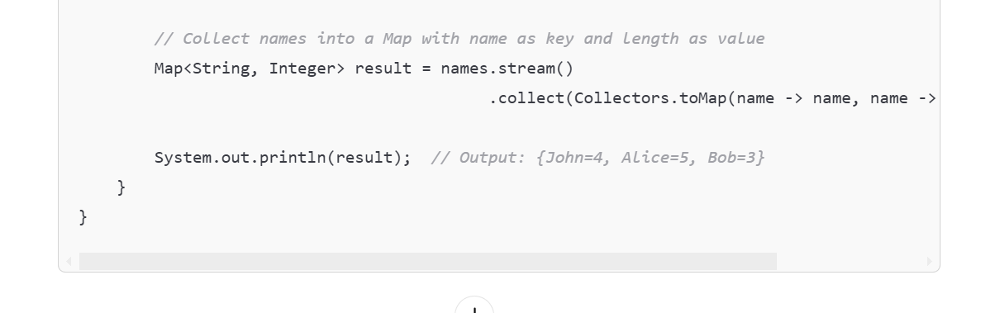 // Collect names into a Map with name as key and length as value
Map<String, Integer> result = names.stream()
.collect(Collectors.toMap(name -> name, name ->
System.out.println(result);  // Output: {John=4, Alice=5, Bob=3}
}
}